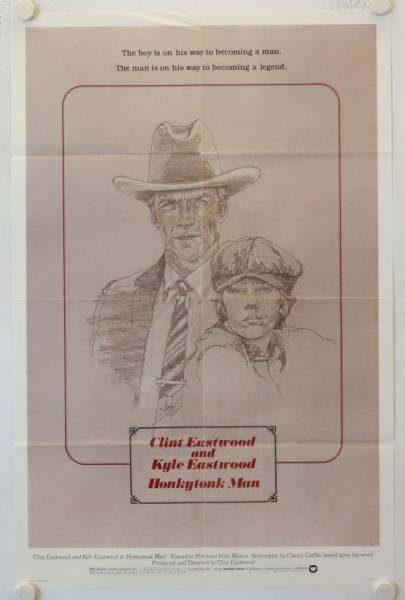 The boy is on his way to becoming a man.
The man is on his way to becoming a legend.
Clint Eastwood
and
Kyle Eastwood
Honkytonk Man
Clint Eastwood and Kyle Eastwood in "Honkytonk Man" · Executive Producer Fritz Manes · Screenplay by Clancy Carlile, based upon his novel
Produced and Directed by Clint Eastwood